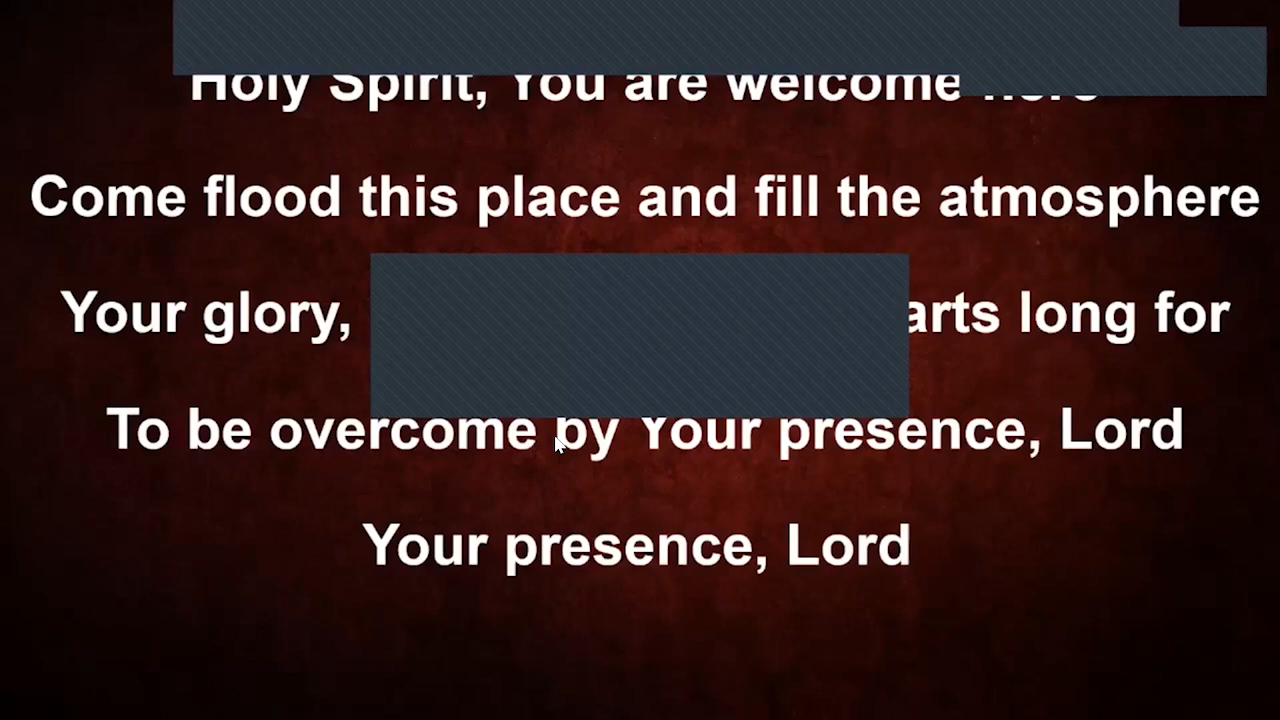 Holy Spirit, You are welcome
Come flood this place and fill the atmosphere
Your glory, long for
To be overcome by Your presence, Lord
Your presence, Lord